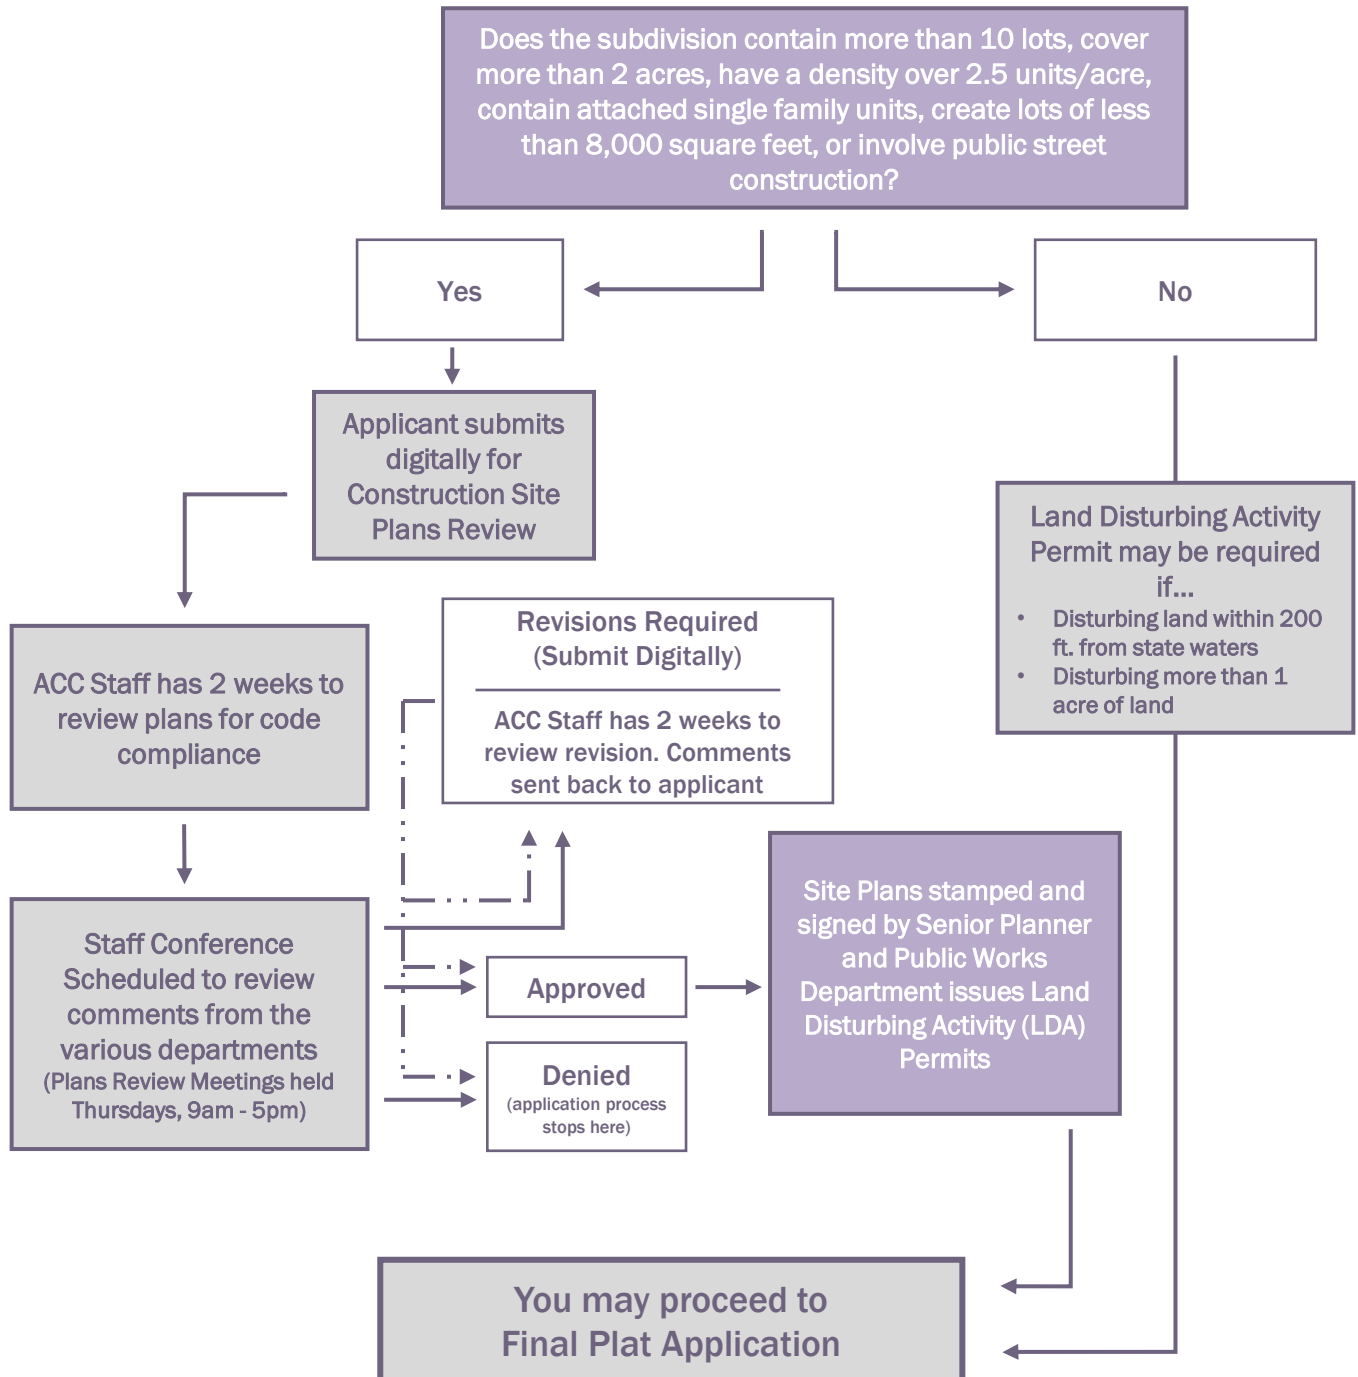 Does the subdivision contain more than 10 lots, cover
more than 2 acres, have a density over 2.5 units/acre,
contain attached single family units, create lots of less
than 8,000 square feet, or involve public street
construction?
Yes
No
Applicant submits
digitally for
Construction Site
Plans Review
Land Disturbing Activity
Permit may be required
if...
• Disturbing land within 200
ft. from state waters
• Disturbing more than 1
acre of land
Revisions Required
(Submit Digitally)
ACC Staff has 2 weeks to
review revision. Comments
sent back to applicant
ACC Staff has 2 weeks to
review plans for code
compliance
Staff Conference
Scheduled to review
comments from the
various departments
(Plans Review Meetings held
Thursdays, 9am - 5pm)
Approved
Denied
(application process
stops here)
Site Plans stamped and
signed by Senior Planner
and Public Works
Department issues Land
Disturbing Activity (LDA)
Permits
You may proceed to
Final Plat Application